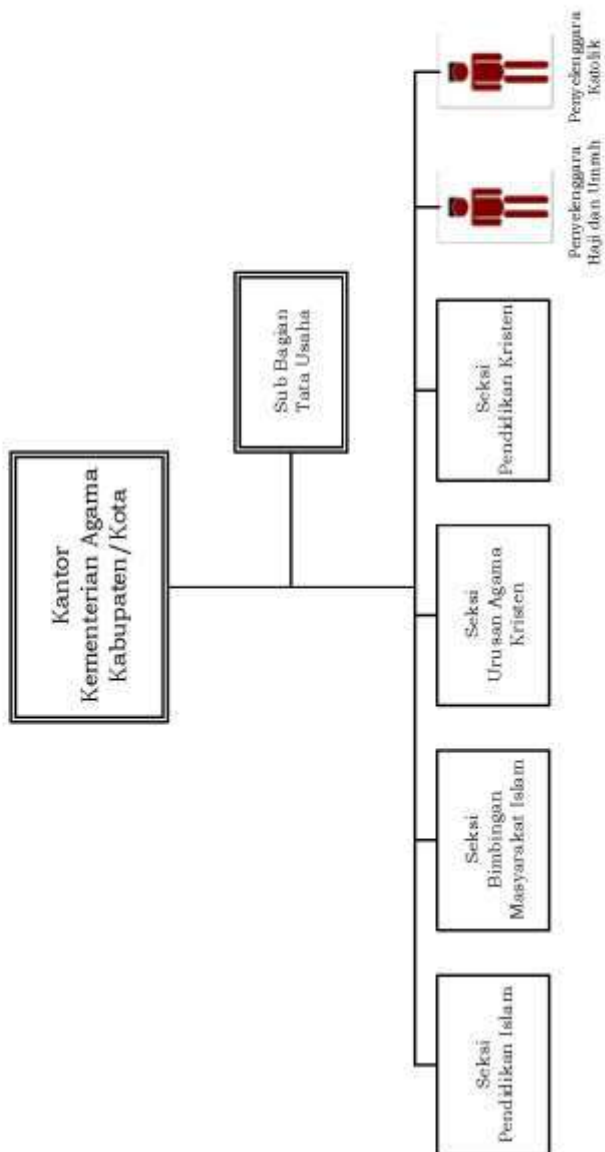 Kantor
Kementerian Agama
Kabupaten/Kota
Sub Bagian
Tata Usaha
Seksi
Pendidikan Islam
Seksi
Bimbingan
Masyarakat Islam
Seksi
Urusan Agama
Kristen
Seksi
Pendidikan Kristen
Penyelenggara
Haji dan Umrah
Penyelenggara
Katolik